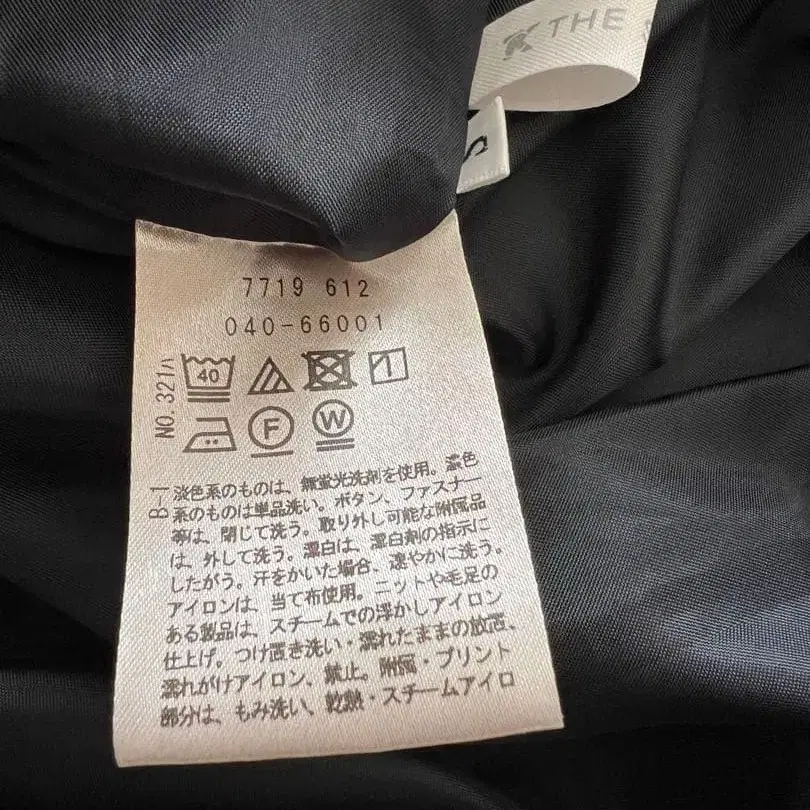 THE
S
7719 612
040-66001
NO.321ハ
40
F
W
B-1
淡色系のものは、無蛍光洗剤を使用。濃色
系のものは単品洗い。ボタン、ファスナー
等は、閉じて洗う。取り外し可能な附属品
は、外して洗う。漂白は、漂白剤の指示に
したがう。汗をかいた場合、速やかに洗う。
アイロンは、当て布使用。ニットや毛足の
ある製品は、スチームでの浮かしアイロン
仕上げ。つけ置き洗い・濡れたままの放置、
濡れがけアイロン、禁止。附属・プリント
部分は、もみ洗い、乾熱・スチームアイロ